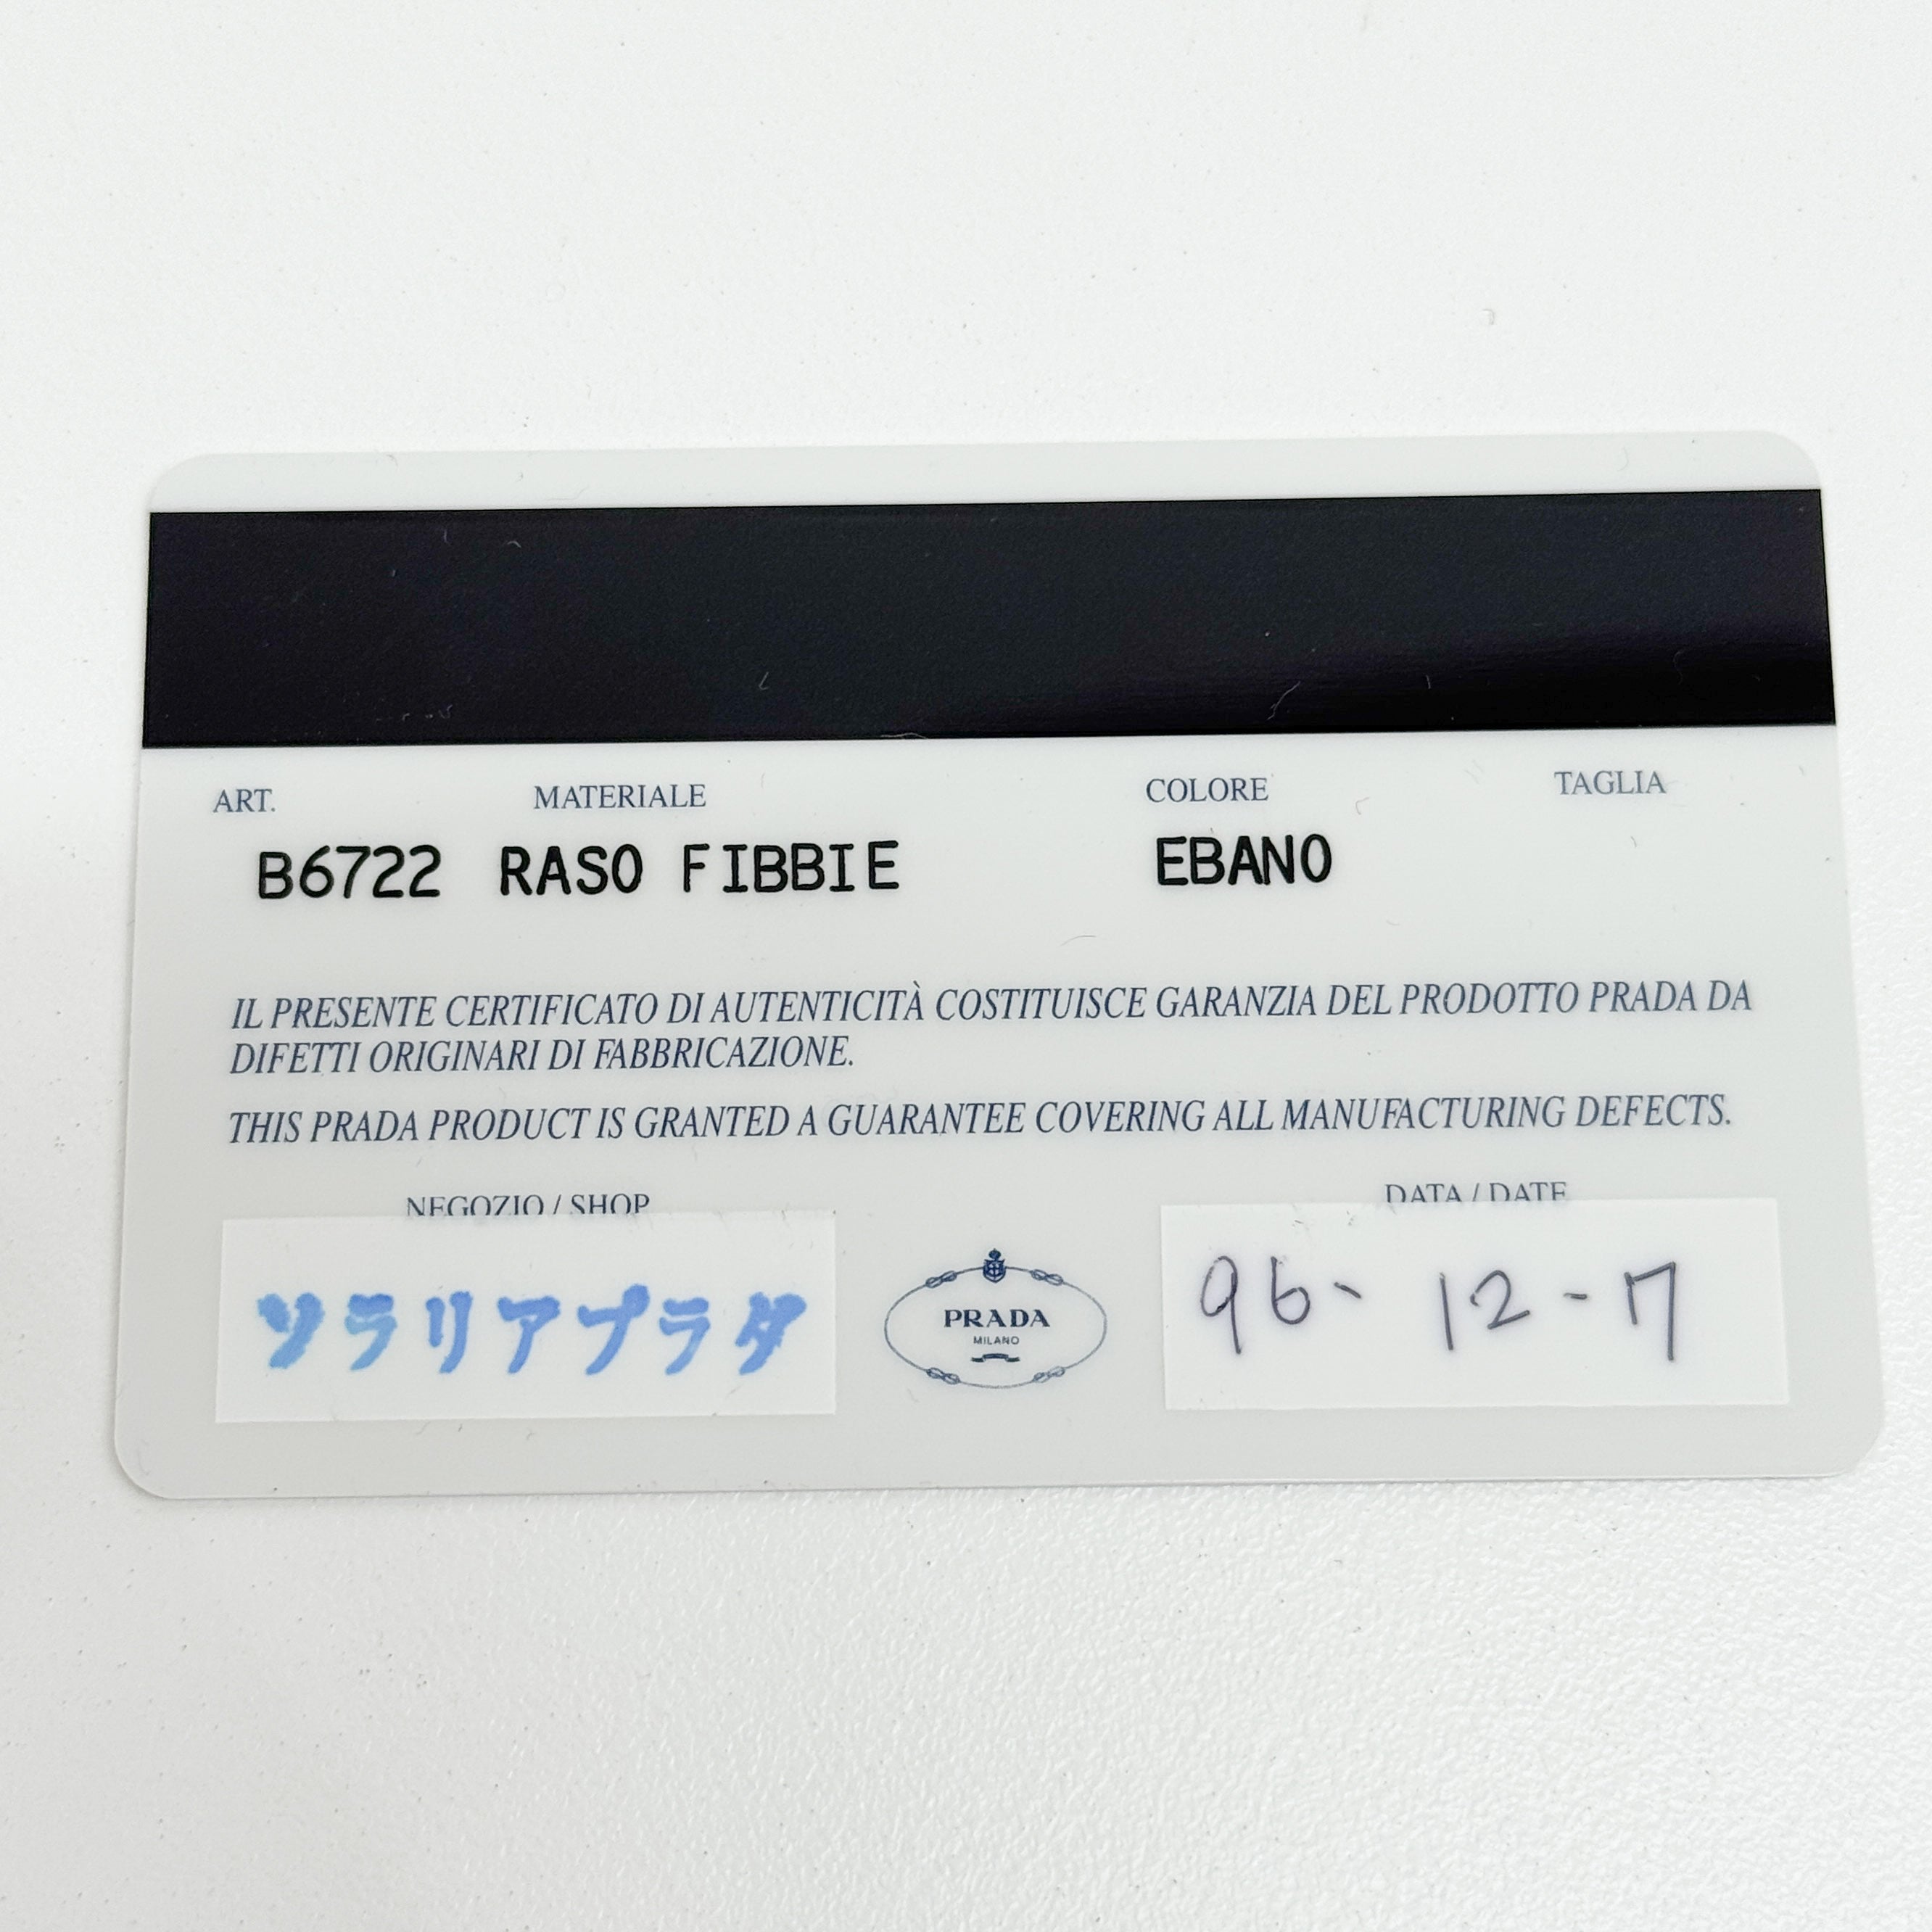 ART. MATERIALE COLORE TAGLIA
B6722 RASO FIBBIE EBANO
IL PRESENTE CERTIFICATO DI AUTENTICITÀ COSTITUISCE GARANZIA DEL PRODOTTO PRADA DA
DIFETTI ORIGINARI DI FABBRICAZIONE.
THIS PRADA PRODUCT IS GRANTED A GUARANTEE COVERING ALL MANUFACTURING DEFECTS.
NEGOZIO / SHOP DATA / DATE
ソラリアプラダ
PRADA
MILANO
96-12-7